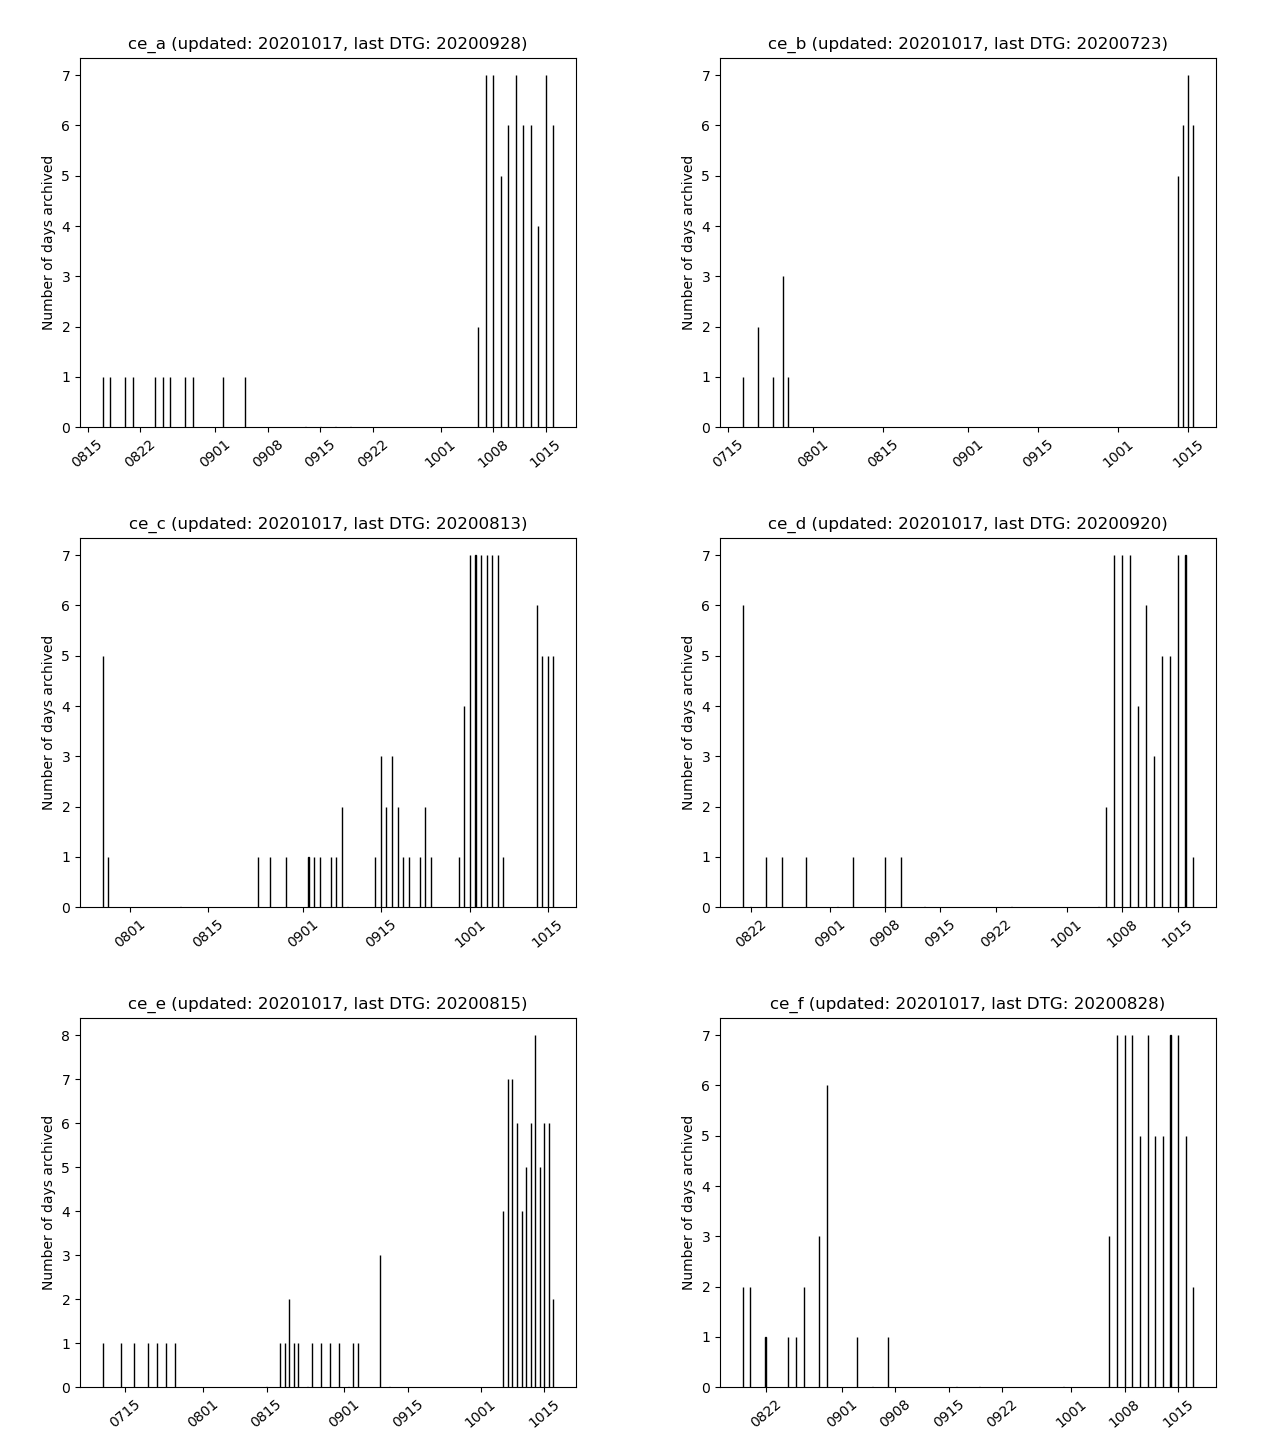 ce_a (updated: 20201017, last DTG: 20200928)
Number of days archived
7
6
5
4
3
2
1
0
0815 0822 0901 0908 0915 0922 1001 1008 1015
ce_b (updated: 20201017, last DTG: 20200723)
Number of days archived
7
6
5
4
3
2
1
0
0715 0801 0815 0901 0915 1001 1015
ce_c (updated: 20201017, last DTG: 20200813)
Number of days archived
7
6
5
4
3
2
1
0
0801 0815 0901 0915 1001 1015
ce_d (updated: 20201017, last DTG: 20200920)
Number of days archived
7
6
5
4
3
2
1
0
0822 0901 0908 0915 0922 1001 1008 1015
ce_e (updated: 20201017, last DTG: 20200815)
Number of days archived
8
7
6
5
4
3
2
1
0
0715 0801 0815 0901 0915 1001 1015
ce_f (updated: 20201017, last DTG: 20200828)
Number of days archived
7
6
5
4
3
2
1
0
0822 0901 0908 0915 0922 1001 1008 1015